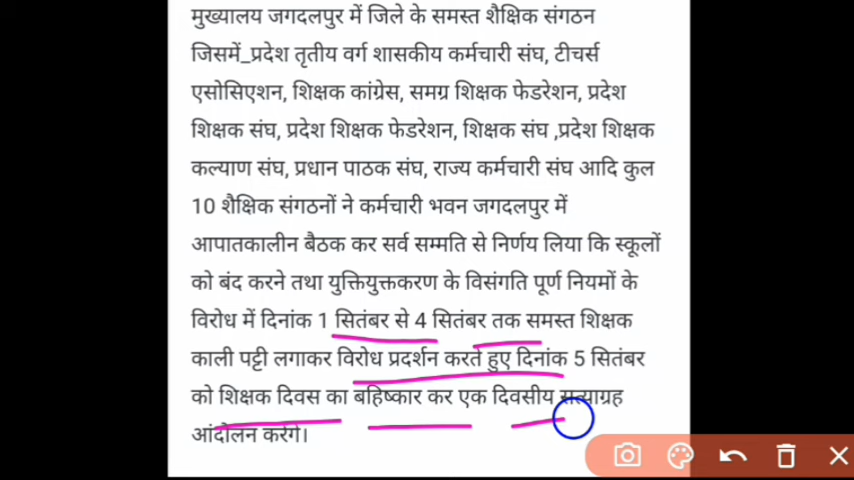 मुख्यालय जगदलपुर में जिले के समस्त शैक्षिक संगठन
जिसमें_प्रदेश तृतीय वर्ग शासकीय कर्मचारी संघ, टीचर्स
एसोसिएशन, शिक्षक कांग्रेस, समग्र शिक्षक फेडरेशन, प्रदेश
शिक्षक संघ, प्रदेश शिक्षक फेडरेशन, शिक्षक संघ ,प्रदेश शिक्षक
कल्याण संघ, प्रधान पाठक संघ, राज्य कर्मचारी संघ आदि कुल
10 शैक्षिक संगठनों ने कर्मचारी भवन जगदलपुर में
आपातकालीन बैठक कर सर्व सम्मति से निर्णय लिया कि स्कूलों
को बंद करने तथा युक्तियुक्तकरण के विसंगति पूर्ण नियमों के
विरोध में दिनांक 1 सितंबर से 4 सितंबर तक समस्त शिक्षक
काली पट्टी लगाकर विरोध प्रदर्शन करते हुए दिनांक 5 सितंबर
को शिक्षक दिवस का बहिष्कार कर एक दिवसीय सत्याग्रह
आंदोलन करेंगे।